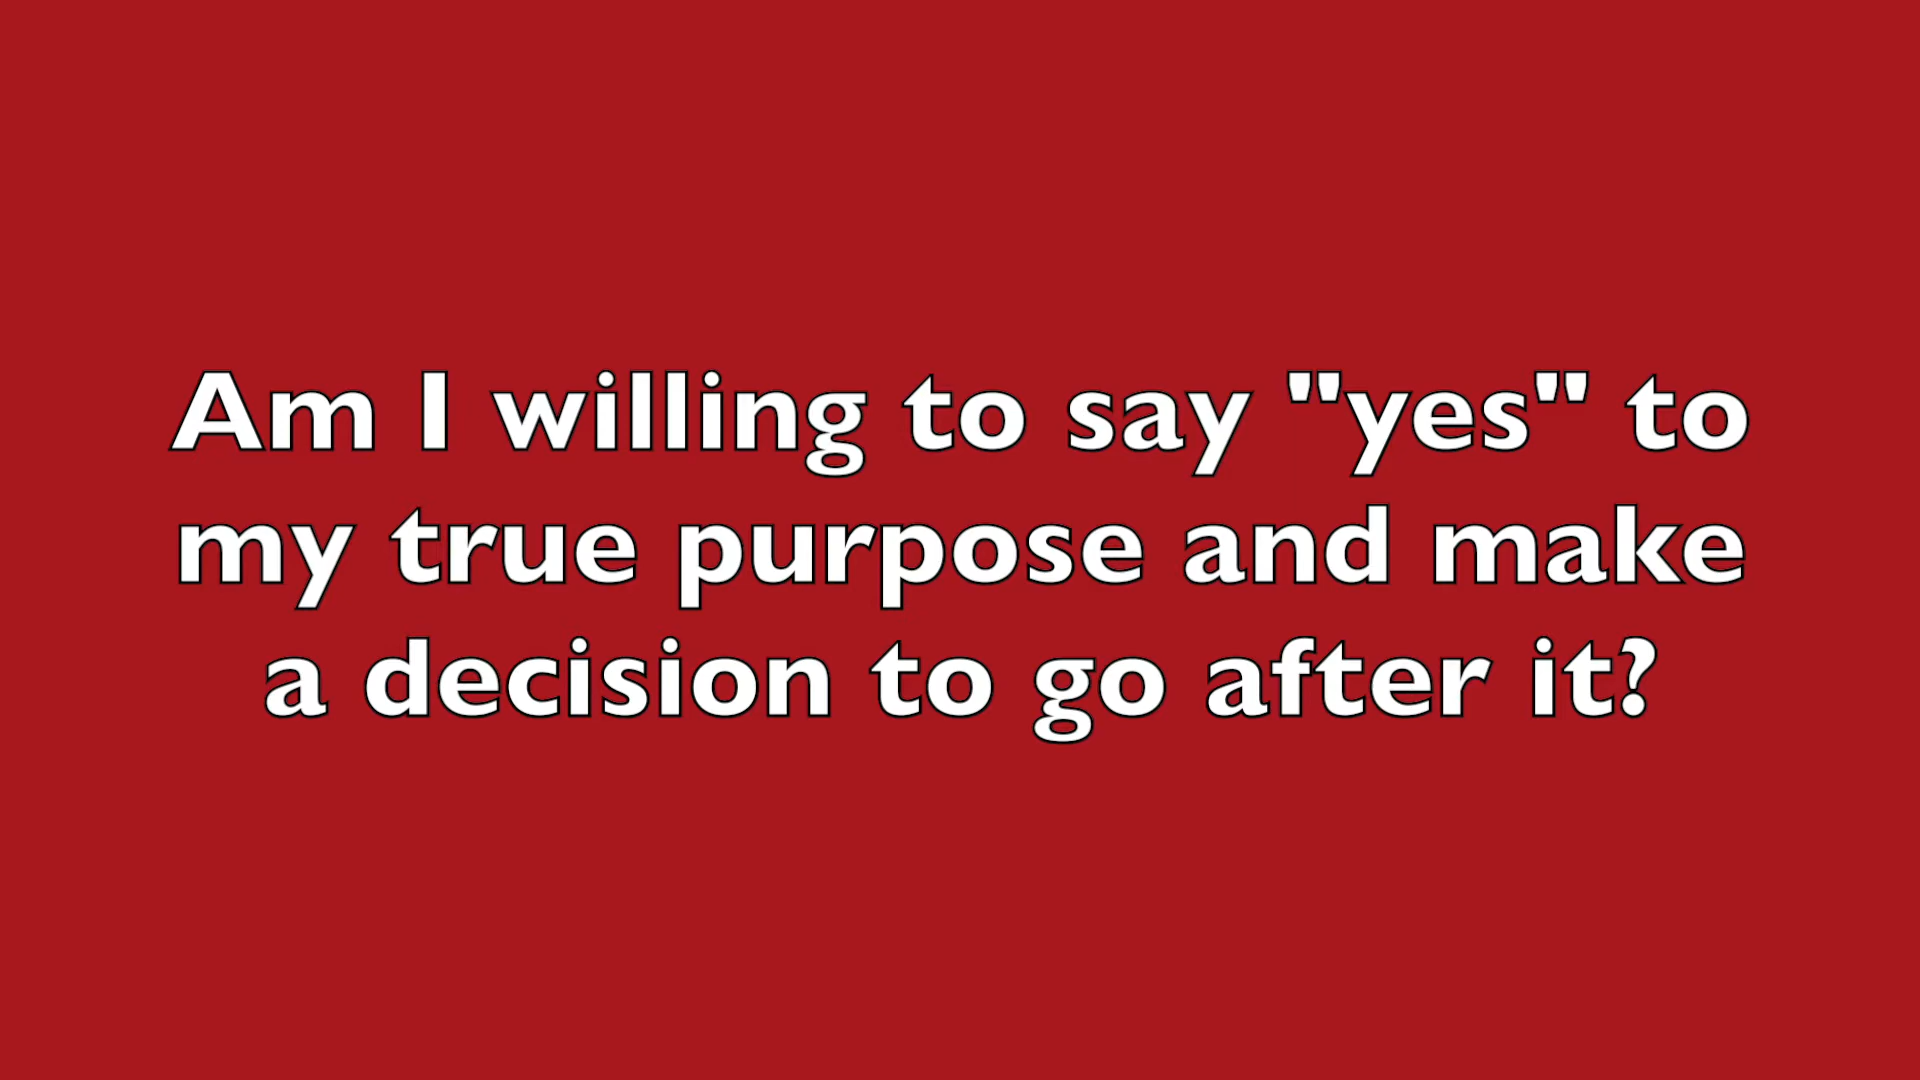 Am I willing to say "yes" to
my true purpose and make
a decision to go after it?